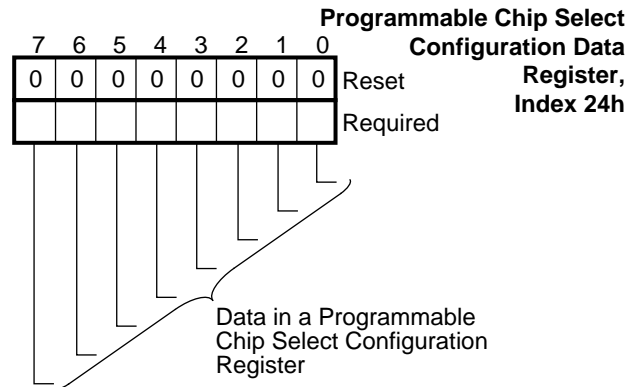 Programmable Chip Select
Configuration Data
Register,
Index 24h
7 6 5 4 3 2 1 0
0 0 0 0 0 0 0 0 Reset
Required
Data in a Programmable
Chip Select Configuration
Register